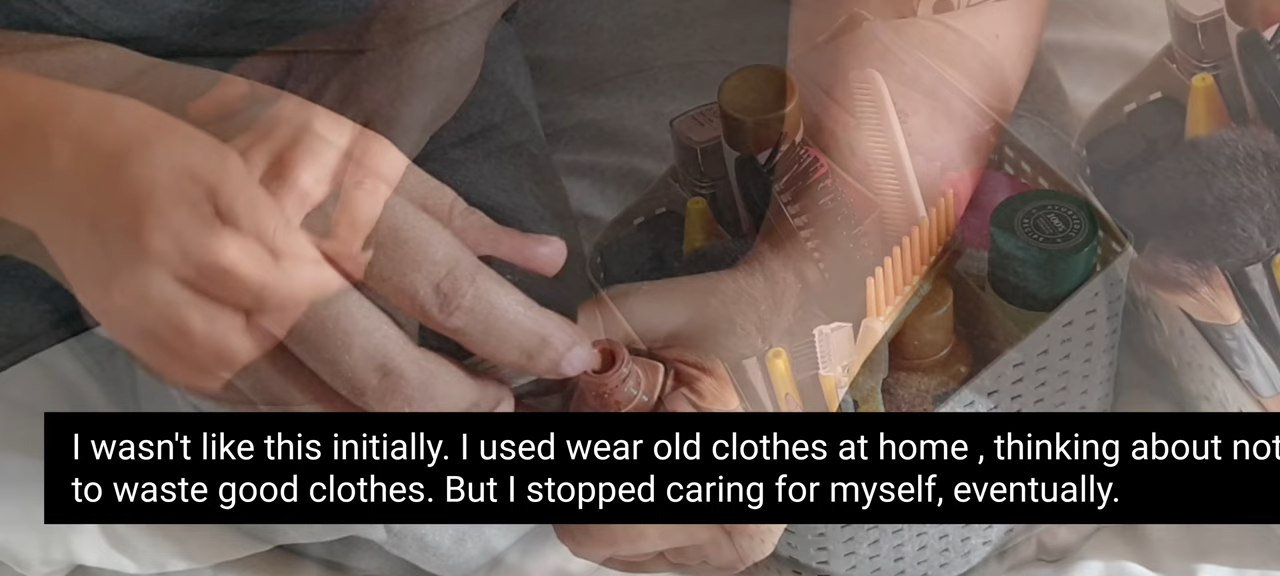 I wasn't like this initially. I used wear old clothes at home , thinking about not
to waste good clothes. But I stopped caring for myself, eventually.